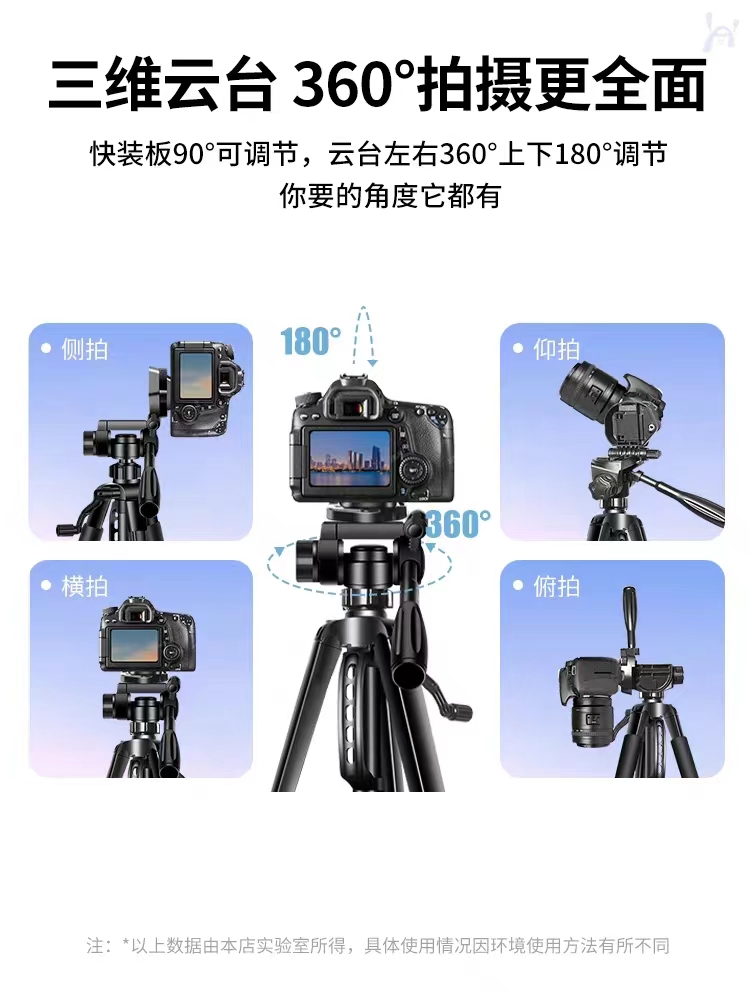 三维云台 360°拍摄更全面
快装板90°可调节，云台左右360°上下180°调节
你要的角度它都有
侧拍
180°
仰拍
360°
横拍
俯拍
注：*以上数据由本店实验室所得，具体使用情况因环境使用方法有所不同